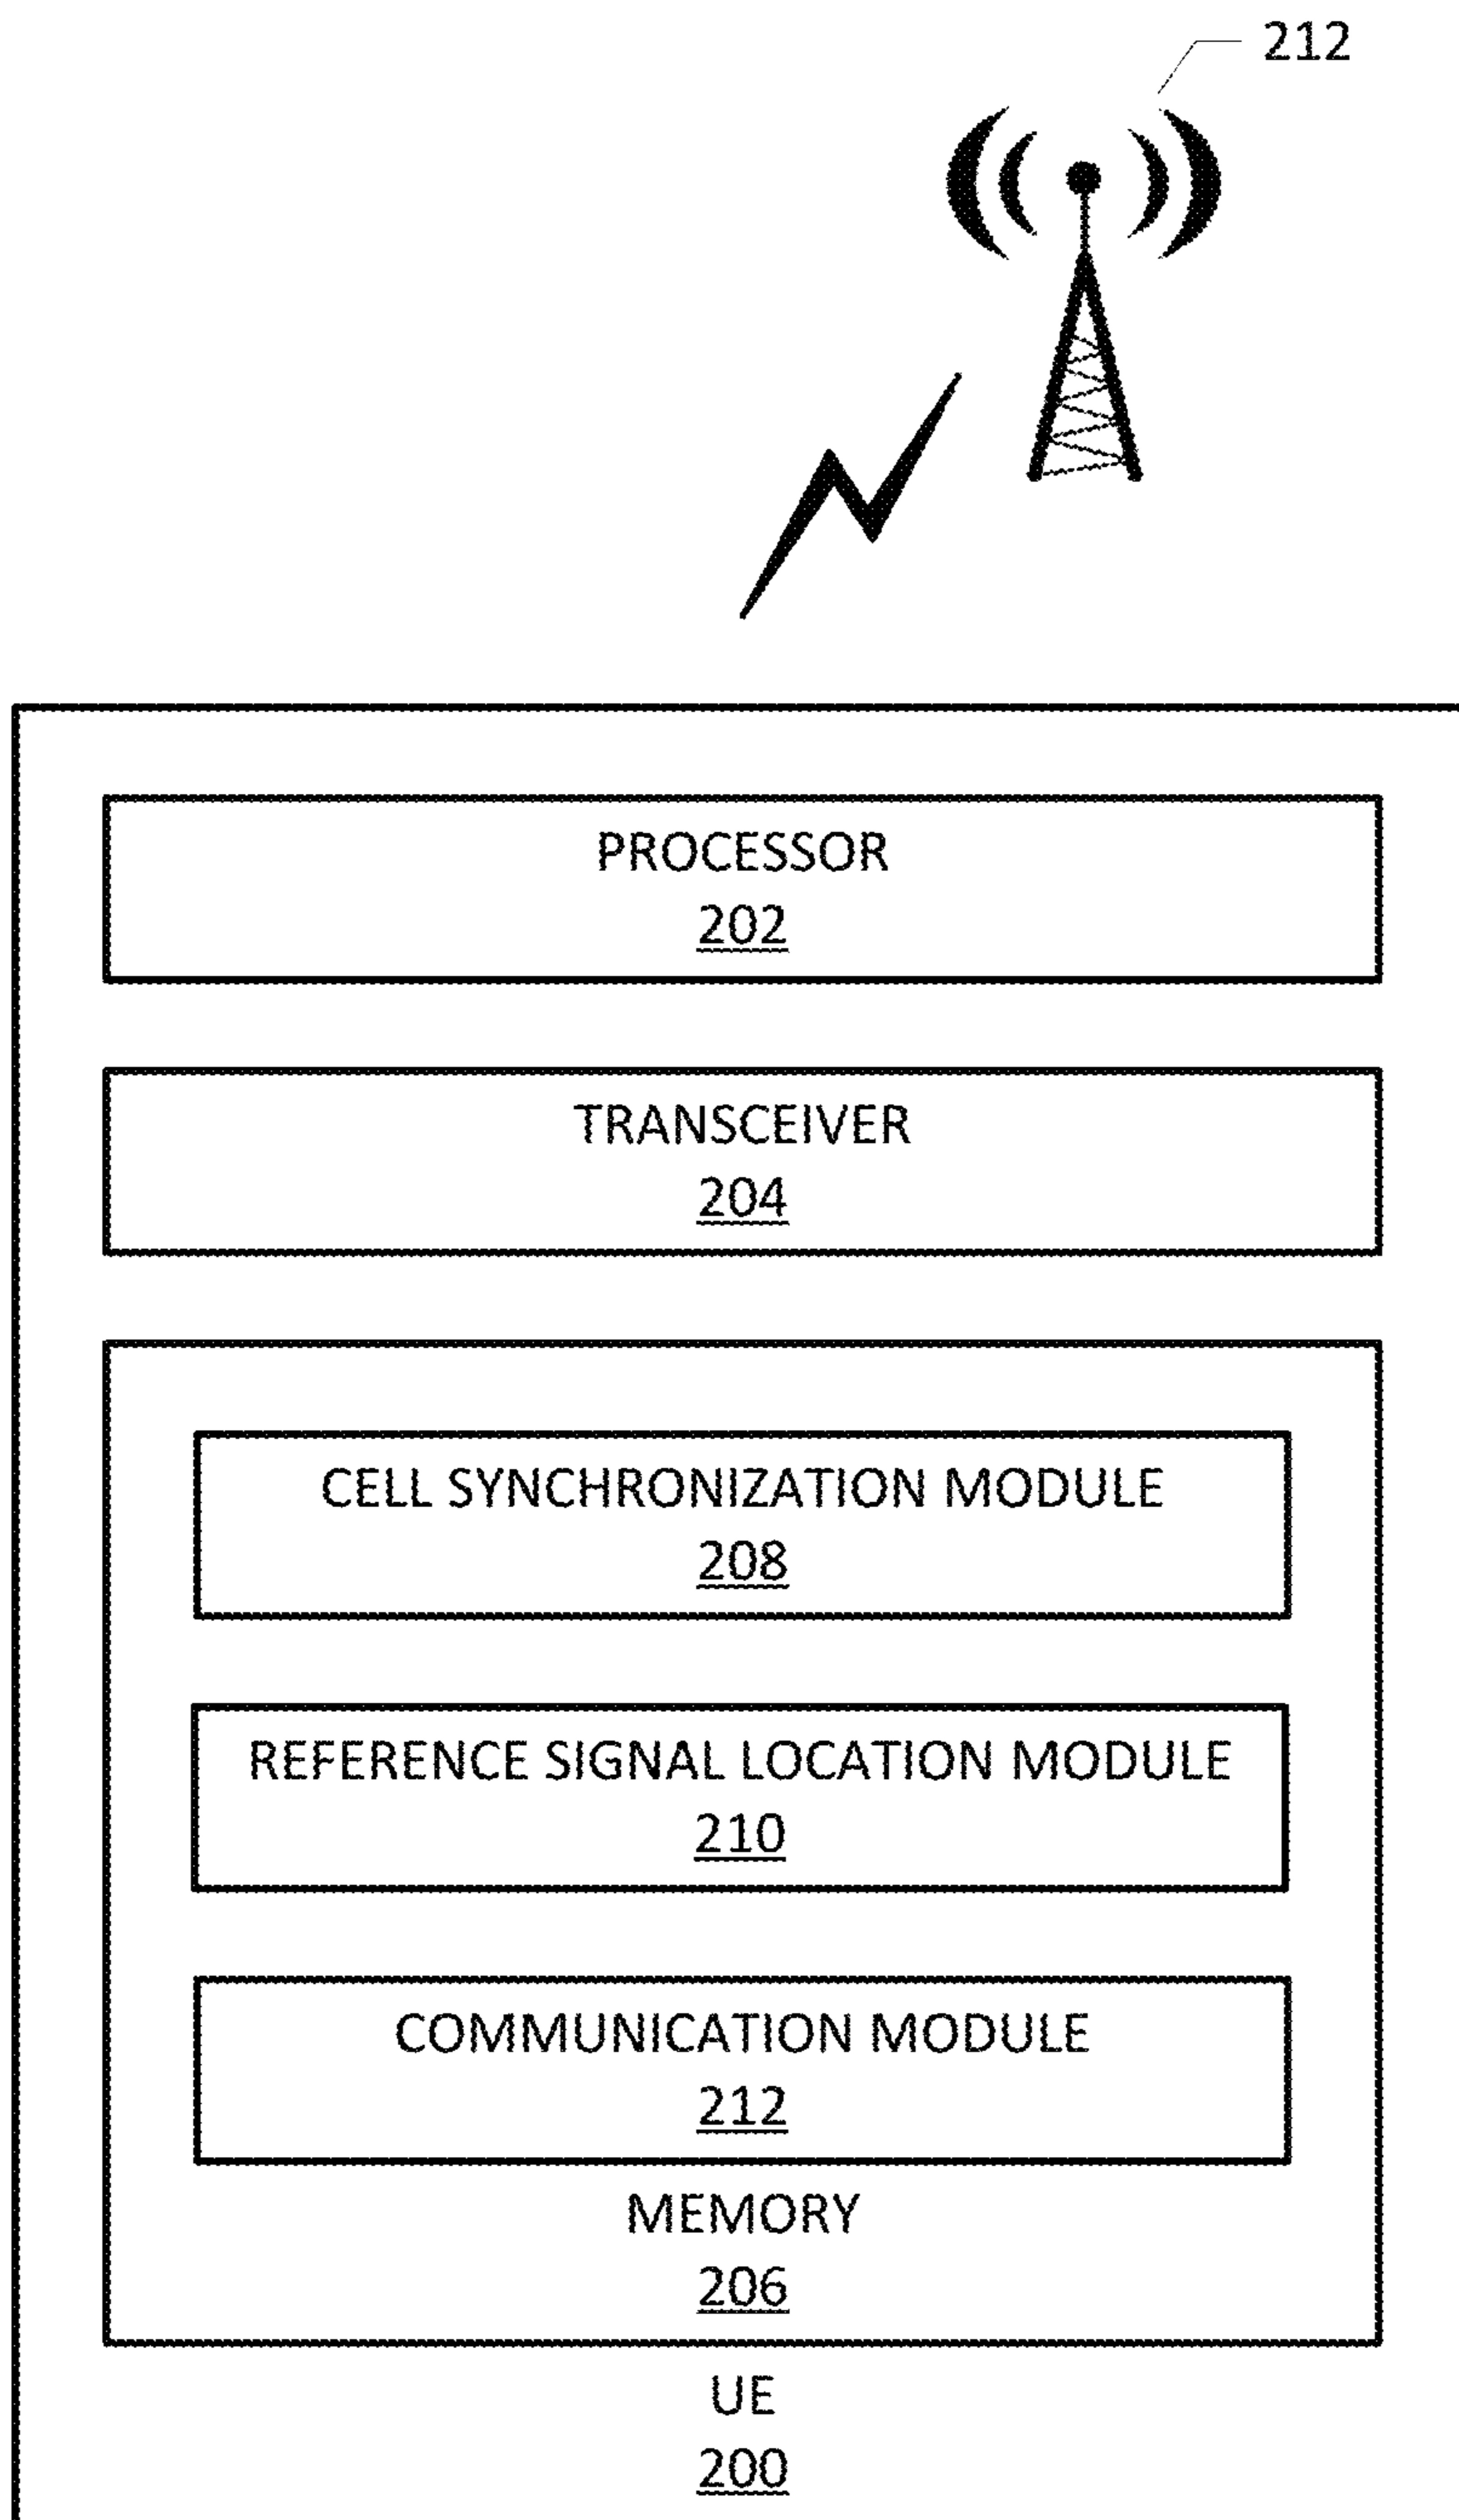 212
PROCESSOR
202
TRANSCEIVER
204
CELL SYNCHRONIZATION MODULE
208
REFERENCE SIGNAL LOCATION MODULE
210
COMMUNICATION MODULE
212
MEMORY
206
UE
200